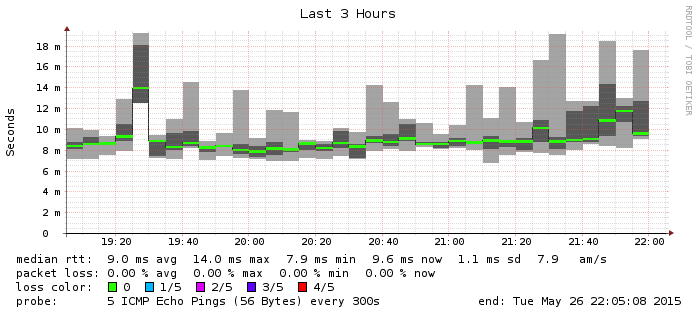 Last 3 Hours
RRDTOOL / TOBI OETIKER
Seconds
18 m
16 m
14 m
12 m
10 m
8 m
6 m
4 m
2 m
0
19:20 19:40 20:00 20:20 20:40 21:00 21:20 21:40 22:00
median rtt: 9.0 ms avg 14.0 ms max 7.9 ms min 9.6 ms now 1.1 ms sd 7.9 am/s
packet loss: 0.00 % avg 0.00 % max 0.00 % min 0.00 % now
loss color: 0 1/5 2/5 3/5 4/5
probe: 5 ICMP Echo Pings (56 Bytes) every 300s end: Tue May 26 22:05:08 2015